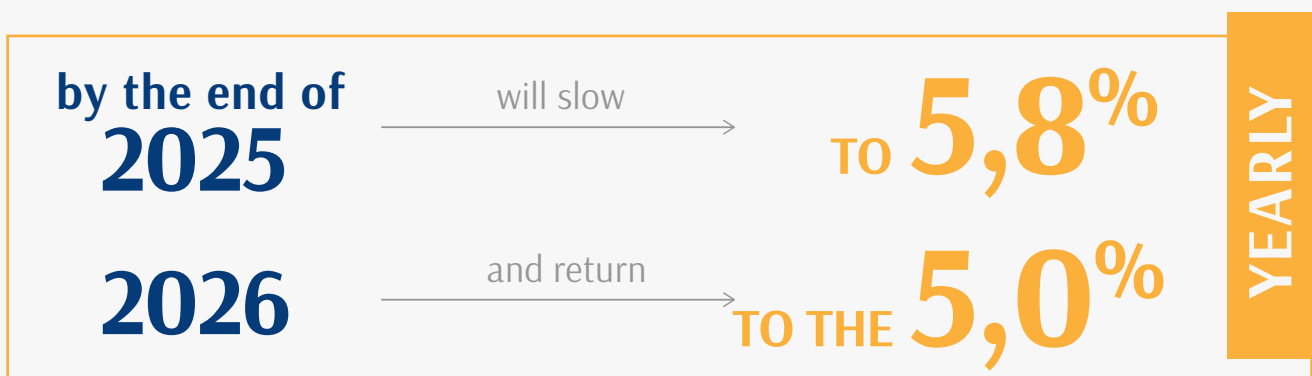 by the end of
2025
will slow
TO 5,8%
2026
and return
TO THE 5,0%
YEARLY